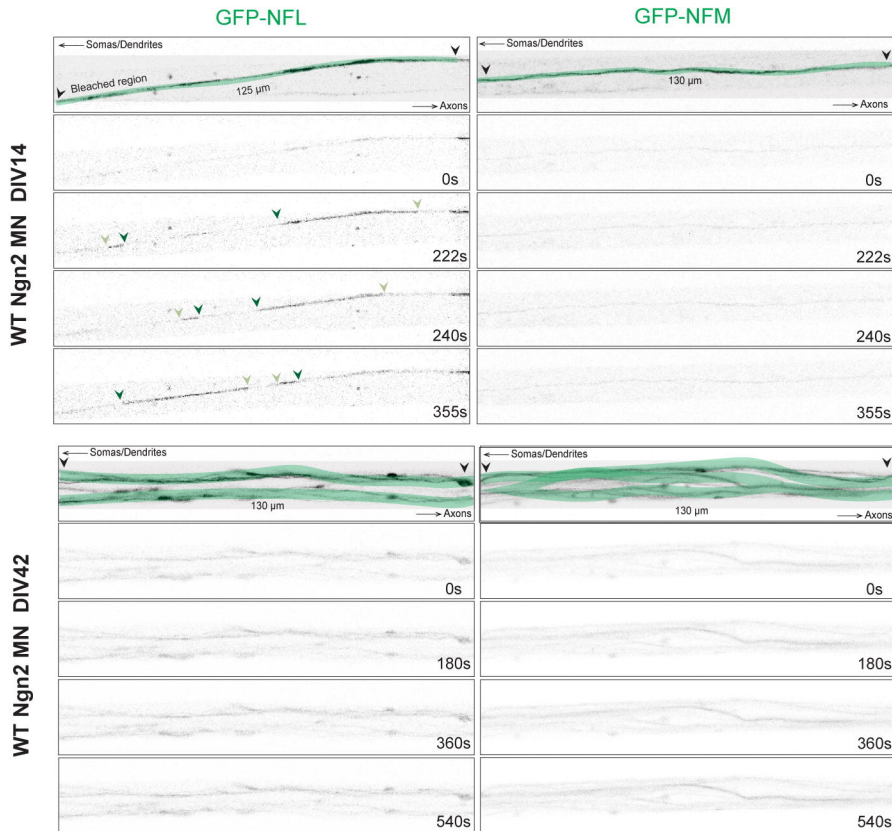 GFP-NFL
GFP-NFM
WT Ngn2 MN DIV14
← Somas/Dendrites
Bleached region
125 µm
→ Axons
← Somas/Dendrites
130 µm
→ Axons
0s
0s
222s
222s
240s
240s
355s
355s
WT Ngn2 MN DIV42
← Somas/Dendrites
130 µm
→ Axons
← Somas/Dendrites
130 µm
→ Axons
0s
0s
180s
180s
360s
360s
540s
540s